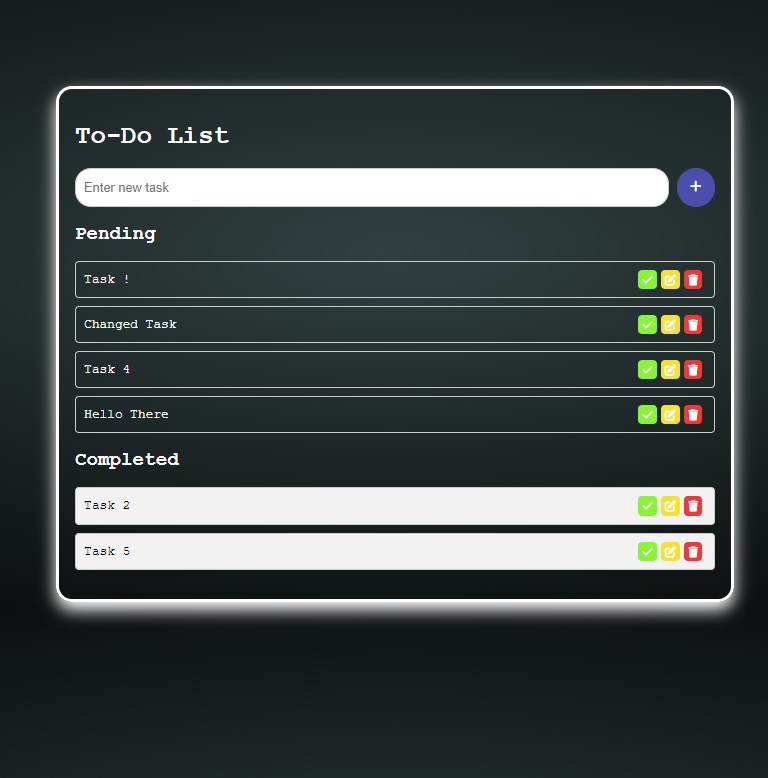 To-Do List
Enter new task
+
Pending
Task !
Changed Task
Task 4
Hello There
Completed
Task 2
Task 5